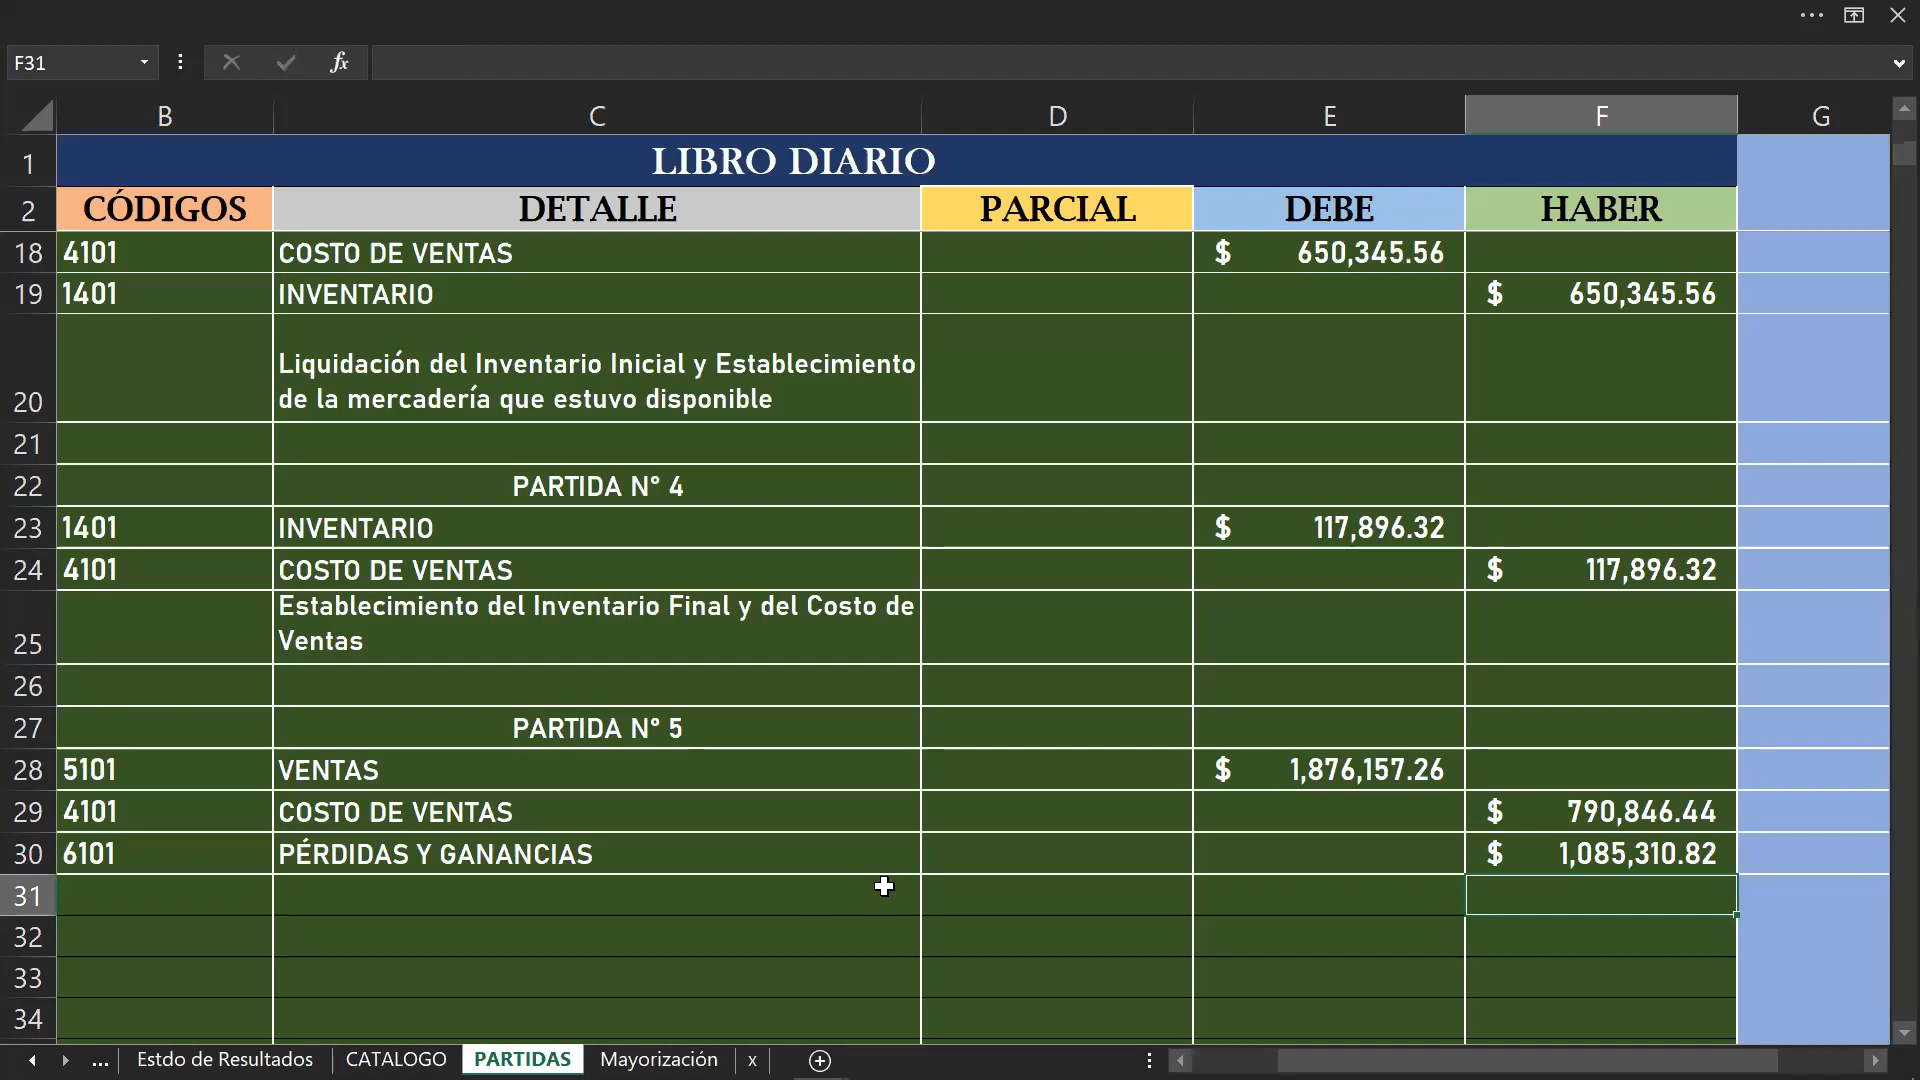 F31
fx
B C D E F G
1 LIBRO DIARIO
2 CÓDIGOS DETALLE PARCIAL DEBE HABER
18 4101 COSTO DE VENTAS $ 650,345.56
19 1401 INVENTARIO $ 650,345.56
Liquidación del Inventario Inicial y Establecimiento
20 de la mercadería que estuvo disponible
21
22 PARTIDA N° 4
23 1401 INVENTARIO $ 117,896.32
24 4101 COSTO DE VENTAS $ 117,896.32
Establecimiento del Inventario Final y del Costo de
25 Ventas
26
27 PARTIDA N° 5
28 5101 VENTAS $ 1,876,157.26
29 4101 COSTO DE VENTAS $ 790,846.44
30 6101 PÉRDIDAS Y GANANCIAS $ 1,085,310.82
31
32
33
34
... Estdo de Resultados CATALOGO PARTIDAS Mayorización x